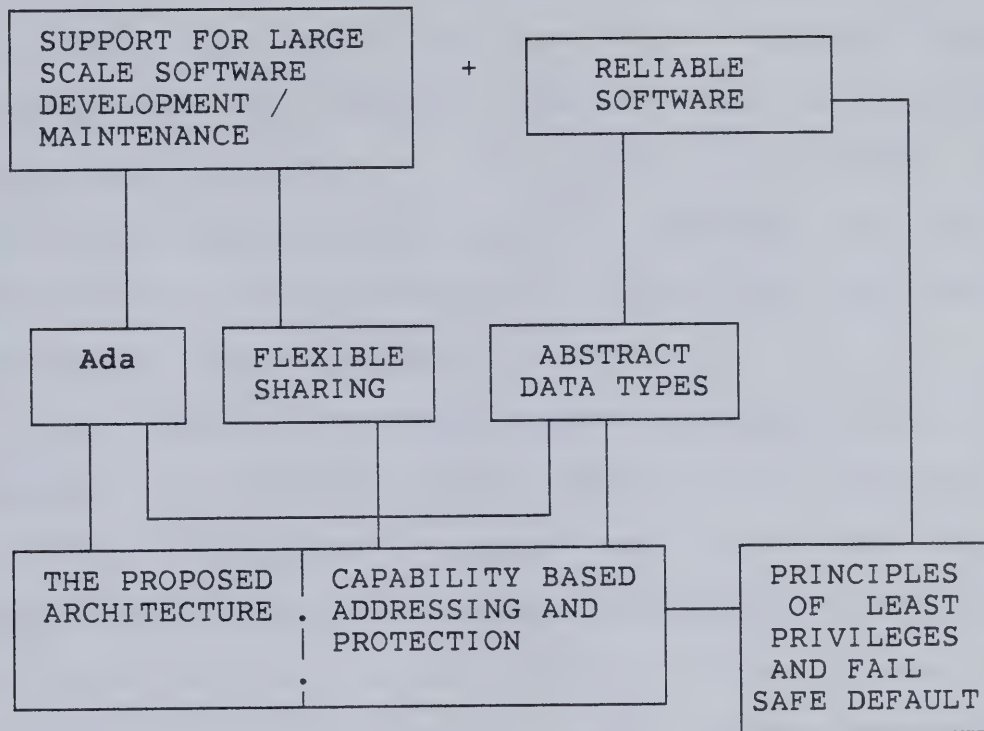 SUPPORT FOR LARGE
SCALE SOFTWARE
DEVELOPMENT /
MAINTENANCE
+
RELIABLE
SOFTWARE
Ada
FLEXIBLE
SHARING
ABSTRACT
DATA TYPES
THE PROPOSED
ARCHITECTURE
CAPABILITY BASED
ADDRESSING AND
PROTECTION
PRINCIPLES
OF LEAST
PRIVILEGES
AND FAIL
SAFE DEFAULT